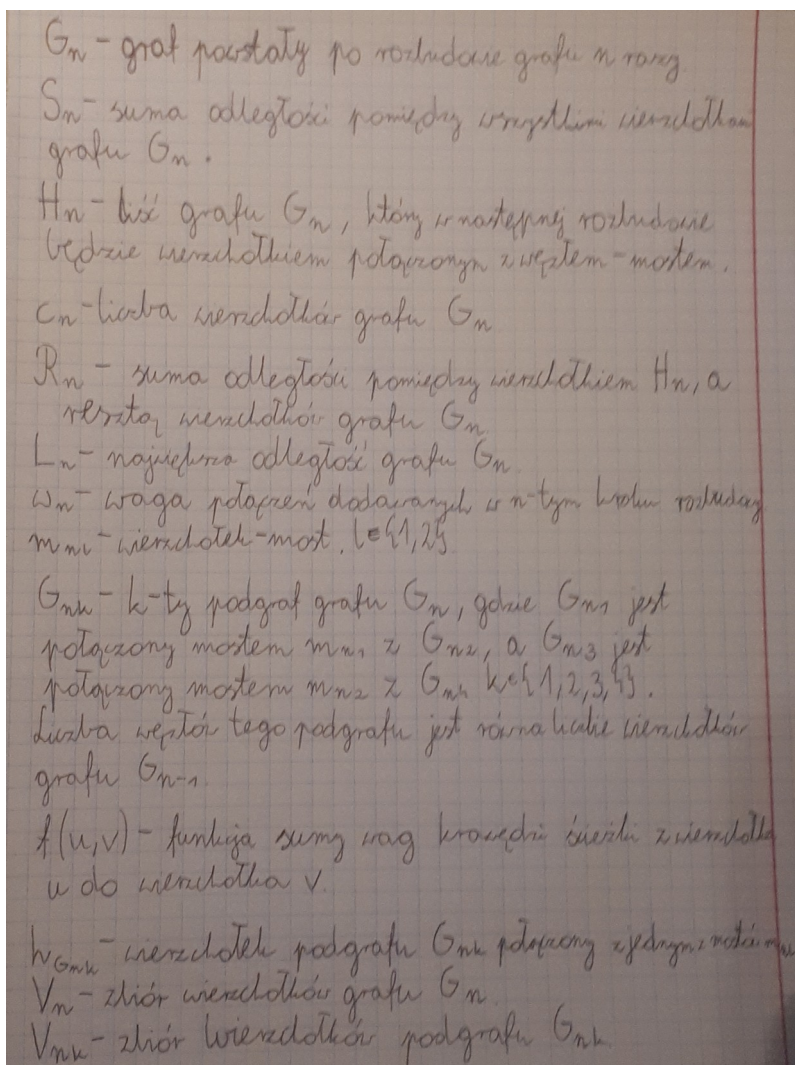 Gₙ - graf powstały po rozbudowie grafu n razy
Sₙ - suma odległości pomiędzy wszystkimi wierzchołkami
grafu Gₙ.
Hₙ - liść grafu Gₙ, który w następnej rozbudowie
będzie wierzchołkiem połączonym z węzłem-mostem.
cₙ - liczba wierzchołków grafu Gₙ
Rₙ - suma odległości pomiędzy wierzchołkiem Hₙ, a
resztą wierzchołków grafu Gₙ
Lₙ - największa odległość grafu Gₙ
ωₙ - waga połączeń dodawanych w n-tym kroku rozbudowy
mₙₗ - wierzchołek-most. l∈{1,2}
Gₙₖ - k-ty podgraf grafu Gₙ, gdzie Gₙ₁ jest
połączony mostem mₙ₁ z Gₙ₂, a Gₙ₃ jest
połączony mostem mₙ₂ z Gₙ₄ k∈{1,2,3,4}.
Liczba węzłów tego podgrafu jest równa liczbie wierzchołków
grafu Gₙ₋₁
f(u,v) - funkcja sumy wag krawędzi ścieżki z wierzchołka
u do wierzchołka v.
h_Gₙₖ - wierzchołek podgrafu Gₙₖ połączony z jednym z mostów
Vₙ - zbiór wierzchołków grafu Gₙ
Vₙₖ - zbiór wierzchołków podgrafu Gₙₖ